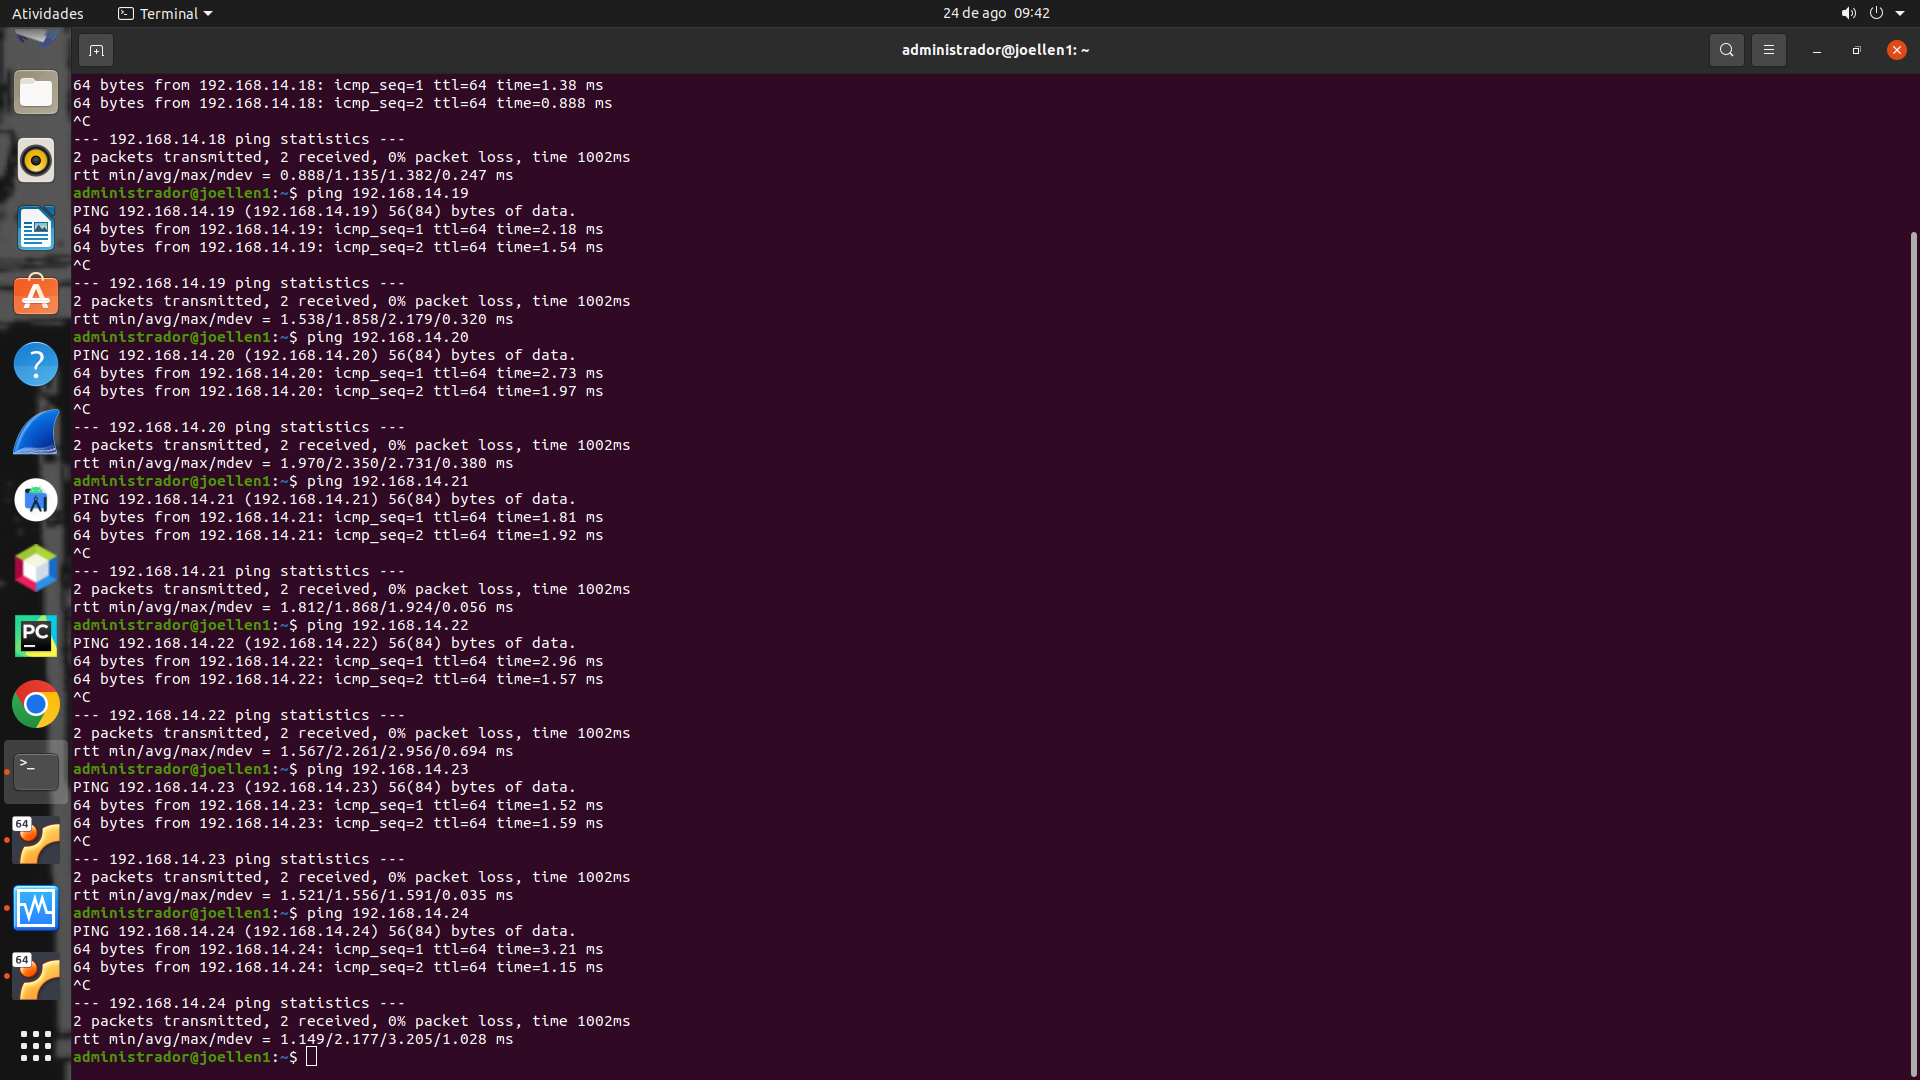 Atividades
Terminal
24 de ago 09:42
administrador@joellen1: ~
64 bytes from 192.168.14.18: icmp_seq=1 ttl=64 time=1.38 ms
64 bytes from 192.168.14.18: icmp_seq=2 ttl=64 time=0.888 ms
^C
--- 192.168.14.18 ping statistics ---
2 packets transmitted, 2 received, 0% packet loss, time 1002ms
rtt min/avg/max/mdev = 0.888/1.135/1.382/0.247 ms
administrador@joellen1:~$ ping 192.168.14.19
PING 192.168.14.19 (192.168.14.19) 56(84) bytes of data.
64 bytes from 192.168.14.19: icmp_seq=1 ttl=64 time=2.18 ms
64 bytes from 192.168.14.19: icmp_seq=2 ttl=64 time=1.54 ms
^C
--- 192.168.14.19 ping statistics ---
2 packets transmitted, 2 received, 0% packet loss, time 1002ms
rtt min/avg/max/mdev = 1.538/1.858/2.179/0.320 ms
administrador@joellen1:~$ ping 192.168.14.20
PING 192.168.14.20 (192.168.14.20) 56(84) bytes of data.
64 bytes from 192.168.14.20: icmp_seq=1 ttl=64 time=2.73 ms
64 bytes from 192.168.14.20: icmp_seq=2 ttl=64 time=1.97 ms
^C
--- 192.168.14.20 ping statistics ---
2 packets transmitted, 2 received, 0% packet loss, time 1002ms
rtt min/avg/max/mdev = 1.970/2.350/2.731/0.380 ms
administrador@joellen1:~$ ping 192.168.14.21
PING 192.168.14.21 (192.168.14.21) 56(84) bytes of data.
64 bytes from 192.168.14.21: icmp_seq=1 ttl=64 time=1.81 ms
64 bytes from 192.168.14.21: icmp_seq=2 ttl=64 time=1.92 ms
^C
--- 192.168.14.21 ping statistics ---
2 packets transmitted, 2 received, 0% packet loss, time 1002ms
rtt min/avg/max/mdev = 1.812/1.868/1.924/0.056 ms
administrador@joellen1:~$ ping 192.168.14.22
PING 192.168.14.22 (192.168.14.22) 56(84) bytes of data.
64 bytes from 192.168.14.22: icmp_seq=1 ttl=64 time=2.96 ms
64 bytes from 192.168.14.22: icmp_seq=2 ttl=64 time=1.57 ms
^C
--- 192.168.14.22 ping statistics ---
2 packets transmitted, 2 received, 0% packet loss, time 1002ms
rtt min/avg/max/mdev = 1.567/2.261/2.956/0.694 ms
administrador@joellen1:~$ ping 192.168.14.23
PING 192.168.14.23 (192.168.14.23) 56(84) bytes of data.
64 bytes from 192.168.14.23: icmp_seq=1 ttl=64 time=1.52 ms
64 bytes from 192.168.14.23: icmp_seq=2 ttl=64 time=1.59 ms
^C
--- 192.168.14.23 ping statistics ---
2 packets transmitted, 2 received, 0% packet loss, time 1002ms
rtt min/avg/max/mdev = 1.521/1.556/1.591/0.035 ms
administrador@joellen1:~$ ping 192.168.14.24
PING 192.168.14.24 (192.168.14.24) 56(84) bytes of data.
64 bytes from 192.168.14.24: icmp_seq=1 ttl=64 time=3.21 ms
64 bytes from 192.168.14.24: icmp_seq=2 ttl=64 time=1.15 ms
^C
--- 192.168.14.24 ping statistics ---
2 packets transmitted, 2 received, 0% packet loss, time 1002ms
rtt min/avg/max/mdev = 1.149/2.177/3.205/1.028 ms
administrador@joellen1:~$
PC
64
64